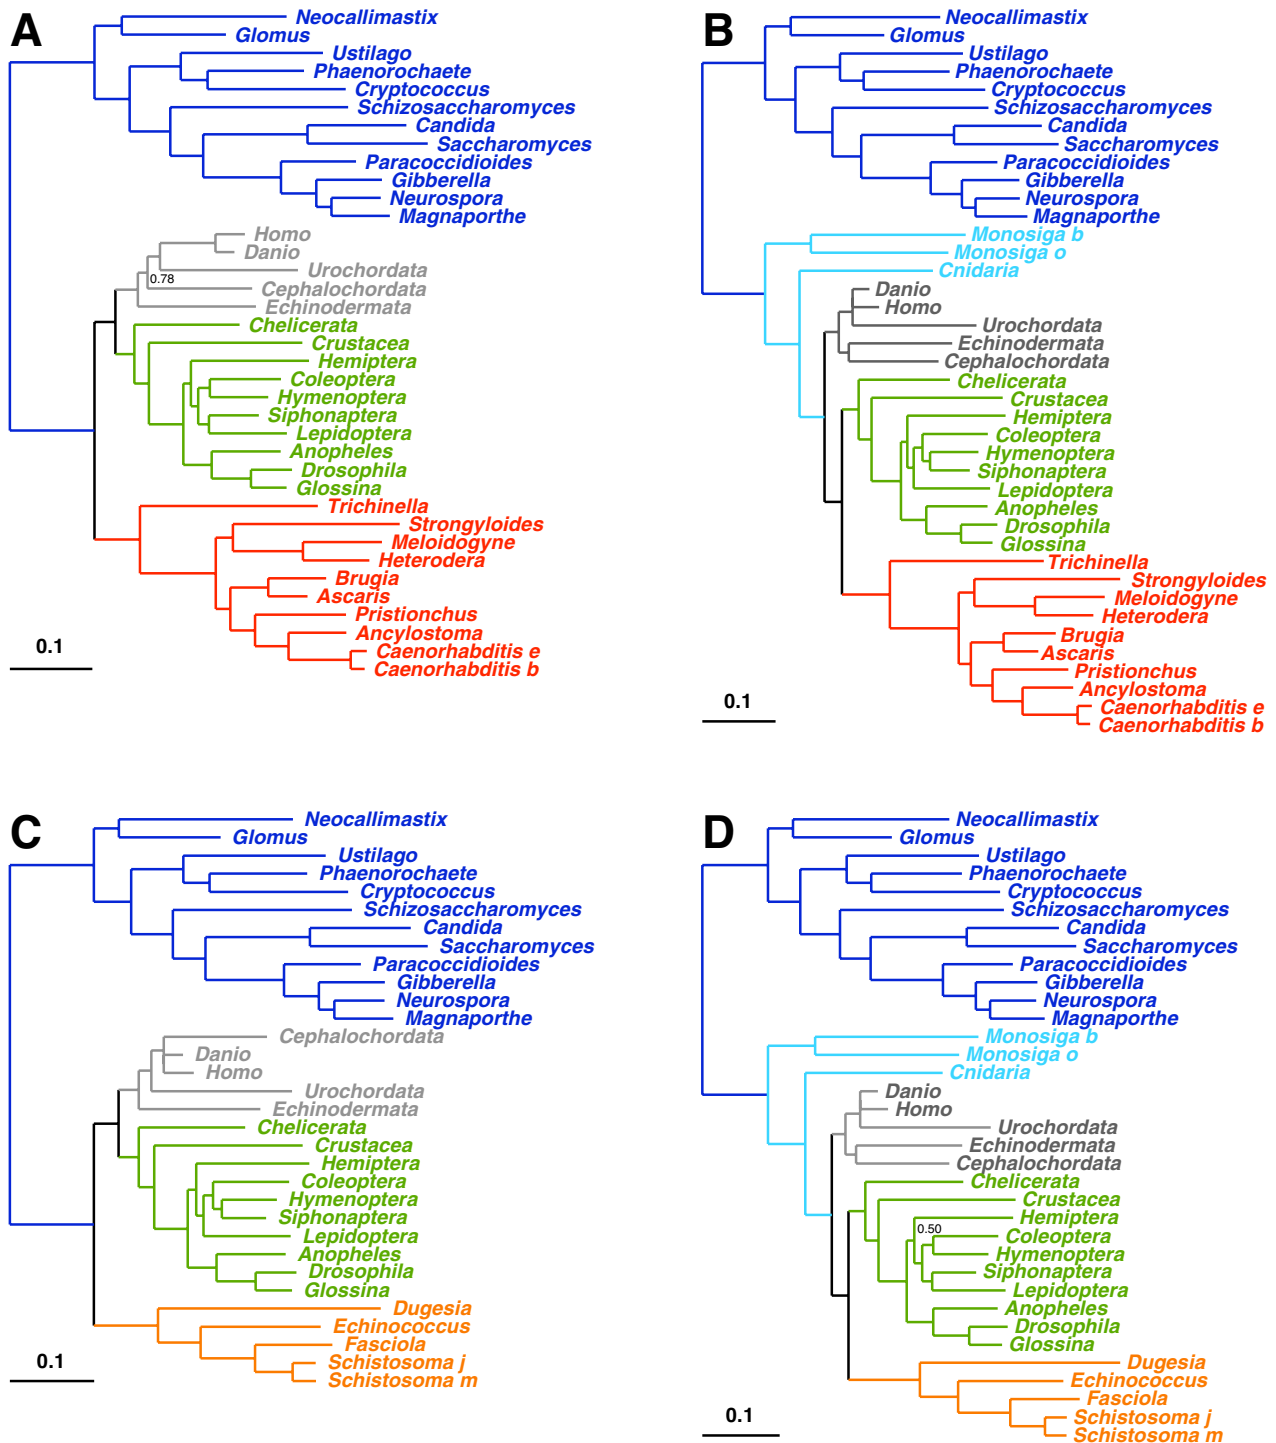 A
Neocallimastix
Glomus
Ustilago
Phaenorochaete
Cryptococcus
Schizosaccharomyces
Candida
Saccharomyces
Paracoccidioides
Gibberella
Neurospora
Magnaporthe
Homo
Danio
Urochordata
0.78
Cephalochordata
Echinodermata
Chelicerata
Crustacea
Hemiptera
Coleoptera
Hymenoptera
Siphonaptera
Lepidoptera
Anopheles
Drosophila
Glossina
Trichinella
Strongyloides
Meloidogyne
Heterodera
Brugia
Ascaris
Pristionchus
Ancylostoma
Caenorhabditis e
Caenorhabditis b
0.1
B
Neocallimastix
Glomus
Ustilago
Phaenorochaete
Cryptococcus
Schizosaccharomyces
Candida
Saccharomyces
Paracoccidioides
Gibberella
Neurospora
Magnaporthe
Monosiga b
Monosiga o
Cnidaria
Danio
Homo
Urochordata
Echinodermata
Cephalochordata
Chelicerata
Crustacea
Hemiptera
Coleoptera
Hymenoptera
Siphonaptera
Lepidoptera
Anopheles
Drosophila
Glossina
Trichinella
Strongyloides
Meloidogyne
Heterodera
Brugia
Ascaris
Pristionchus
Ancylostoma
Caenorhabditis e
Caenorhabditis b
0.1
C
Neocallimastix
Glomus
Ustilago
Phaenorochaete
Cryptococcus
Schizosaccharomyces
Candida
Saccharomyces
Paracoccidioides
Gibberella
Neurospora
Magnaporthe
Cephalochordata
Danio
Homo
Urochordata
Echinodermata
Chelicerata
Crustacea
Hemiptera
Coleoptera
Hymenoptera
Siphonaptera
Lepidoptera
Anopheles
Drosophila
Glossina
Dugesia
Echinococcus
Fasciola
Schistosoma j
Schistosoma m
0.1
D
Neocallimastix
Glomus
Ustilago
Phaenorochaete
Cryptococcus
Schizosaccharomyces
Candida
Saccharomyces
Paracoccidioides
Gibberella
Neurospora
Magnaporthe
Monosiga b
Monosiga o
Cnidaria
Danio
Homo
Urochordata
Echinodermata
Cephalochordata
Chelicerata
Crustacea
Hemiptera
0.50
Coleoptera
Hymenoptera
Siphonaptera
Lepidoptera
Anopheles
Drosophila
Glossina
Dugesia
Echinococcus
Fasciola
Schistosoma j
Schistosoma m
0.1